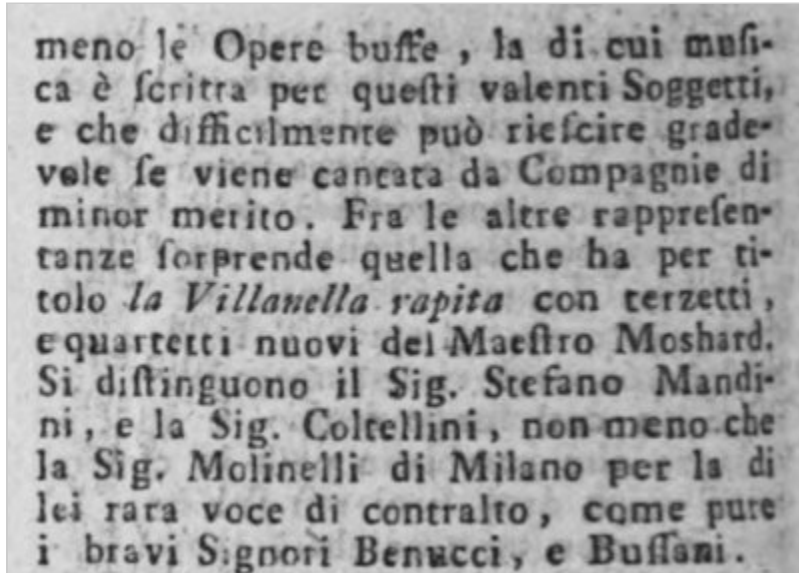 meno le Opere buffe, la di cui muſi-
ca è ſcritta per queſti valenti Soggetti,
e che difficilmente può rieſcire grade-
vole ſe viene cantata da Compagnie di
minor merito. Fra le altre rappreſen-
tanze ſorprende quella che ha per ti-
tolo la Villanella rapita con terzetti,
e quartetti nuovi del Maeſtro Moshard.
Si diſtinguono il Sig. Stefano Mandi-
ni, e la Sig. Coltellini, non meno che
la Sig. Molinelli di Milano per la di
lei rara voce di contralto, come pure
i bravi Signori Benucci, e Buſſani.